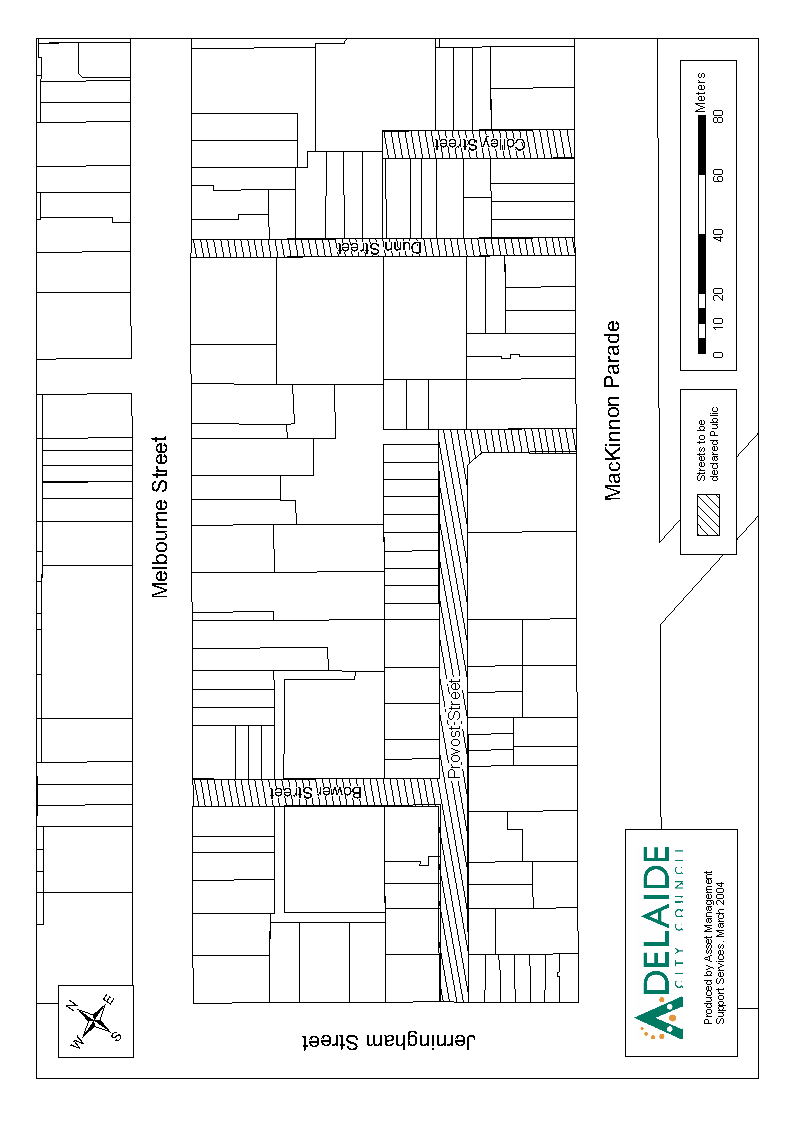 Melbourne Street
Colley Street
Dunn Street
MacKinnon Parade
Provost Street
Bower Street
Jerningham Street
Meters
0 10 20 40 60 80
Streets to be
declared Public
ADELAIDE
CITY COUNCIL
Produced by Asset Management
Support Services. March 2004
N
E
S
W